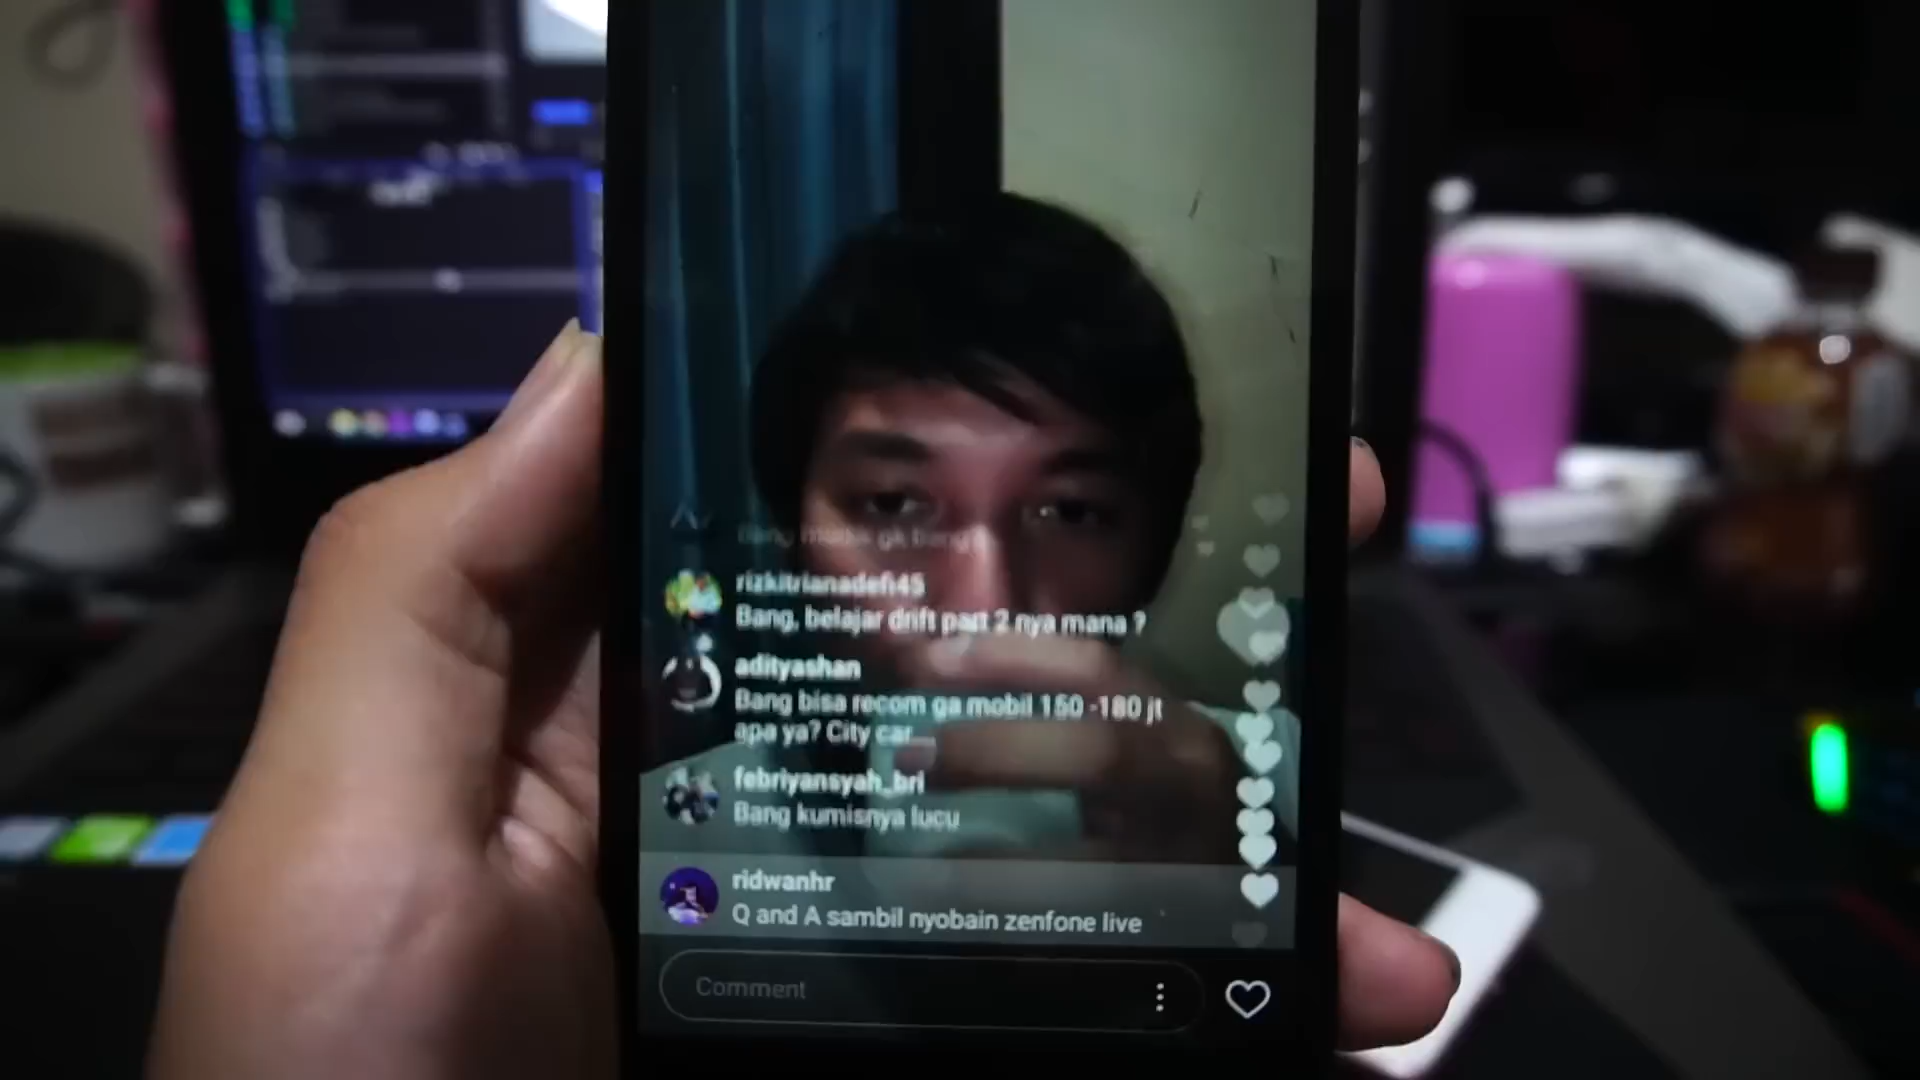 rizkitrianadefi45
Bang, belajar drift part 2 nya mana ?
adityashan
Bang bisa recom ga mobil 150 -180 jt
apa ya? City car
febriyansyah_bri
Bang kumisnya lucu
ridwanhr
Q and A sambil nyobain zenfone live
Comment